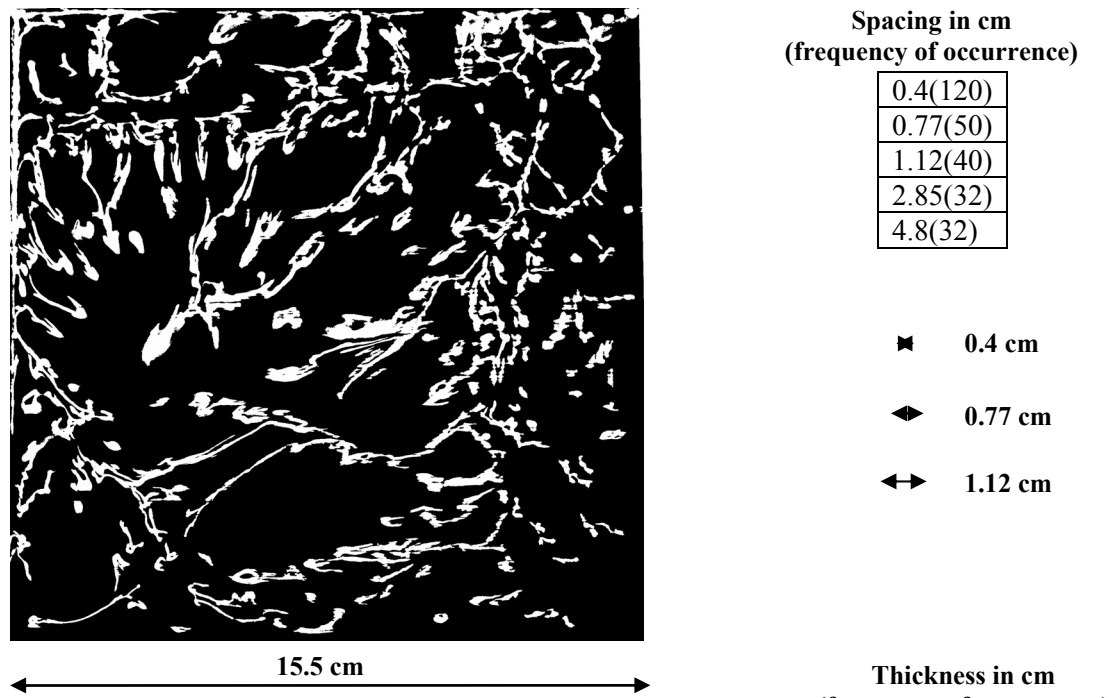 Spacing in cm
(frequency of occurrence)
0.4(120)
0.77(50)
1.12(40)
2.85(32)
4.8(32)
0.4 cm
0.77 cm
1.12 cm
15.5 cm
Thickness in cm